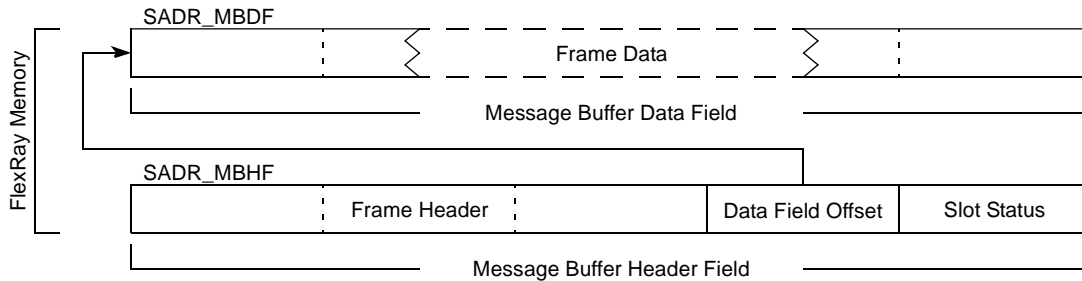 SADR_MBDF
Frame Data
Message Buffer Data Field
FlexRay Memory
SADR_MBHF
Frame Header Data Field Offset Slot Status
Message Buffer Header Field